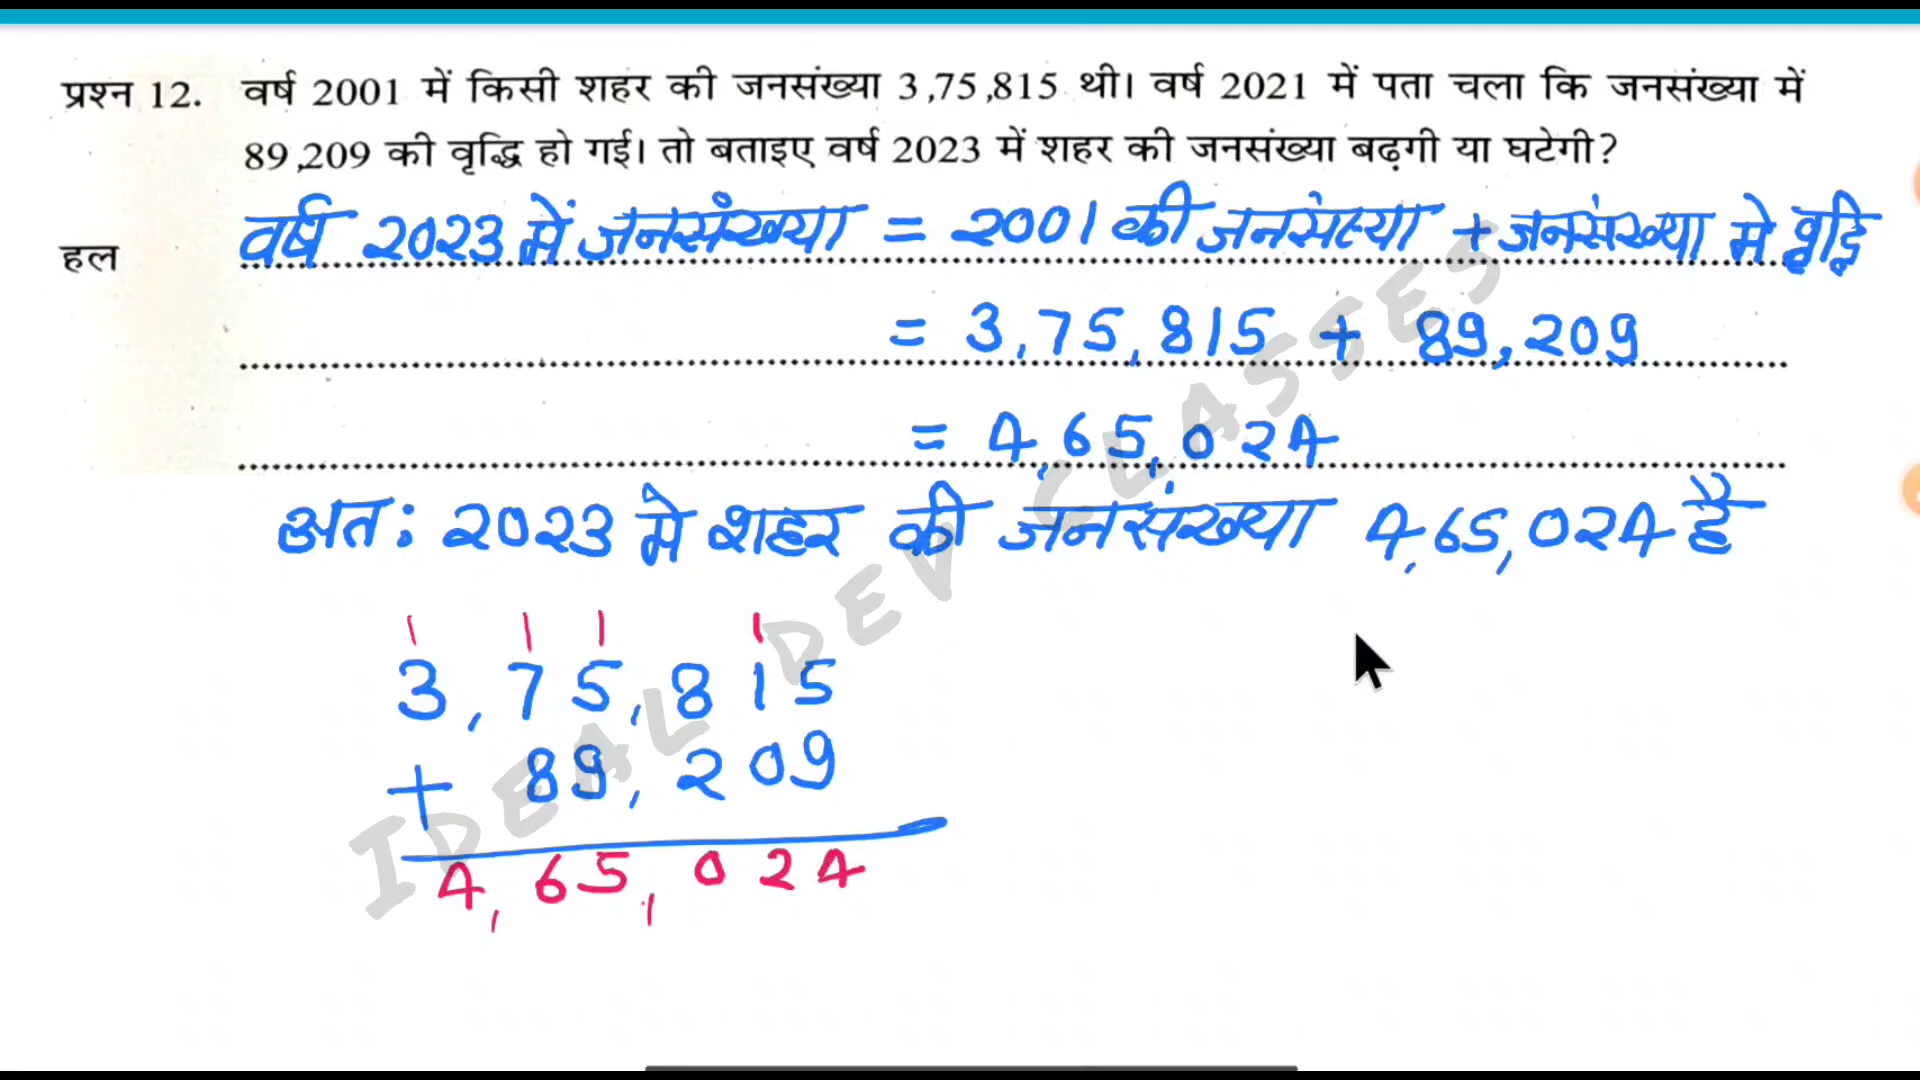 प्रश्न 12. वर्ष 2001 में किसी शहर की जनसंख्या 3,75,815 थी। वर्ष 2021 में पता चला कि जनसंख्या में
89,209 की वृद्धि हो गई। तो बताइए वर्ष 2023 में शहर की जनसंख्या बढ़गी या घटेगी?
हल वर्ष 2023 में जनसंख्या = 2001 की जनसंख्या + जनसंख्या मे वृद्धि
= 3,75,815 + 89,209
= 4,65,024
अतः 2023 मे शहर की जनसंख्या 4,65,024 है
1 1 1 1
3,75,815
+ 89,209
4,65,024
IDEAL DEV CLASSES